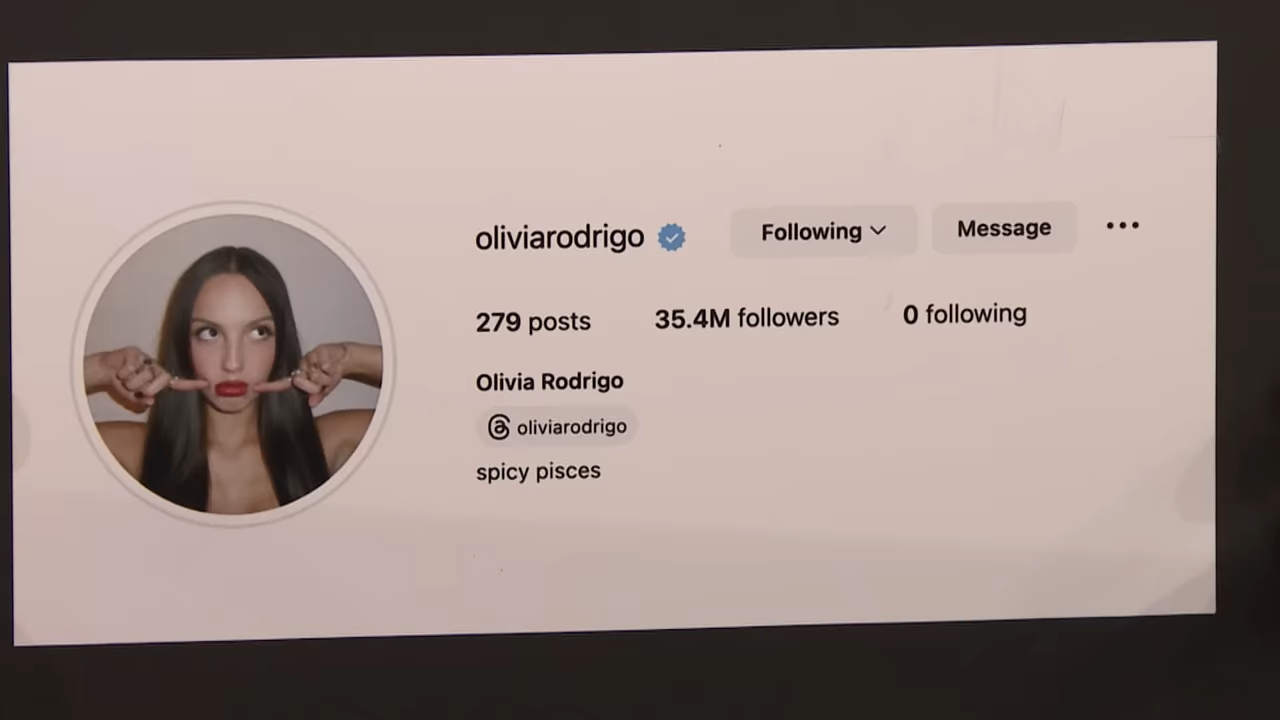 oliviarodrigo Following Message
279 posts 35.4M followers 0 following
Olivia Rodrigo
oliviarodrigo
spicy pisces